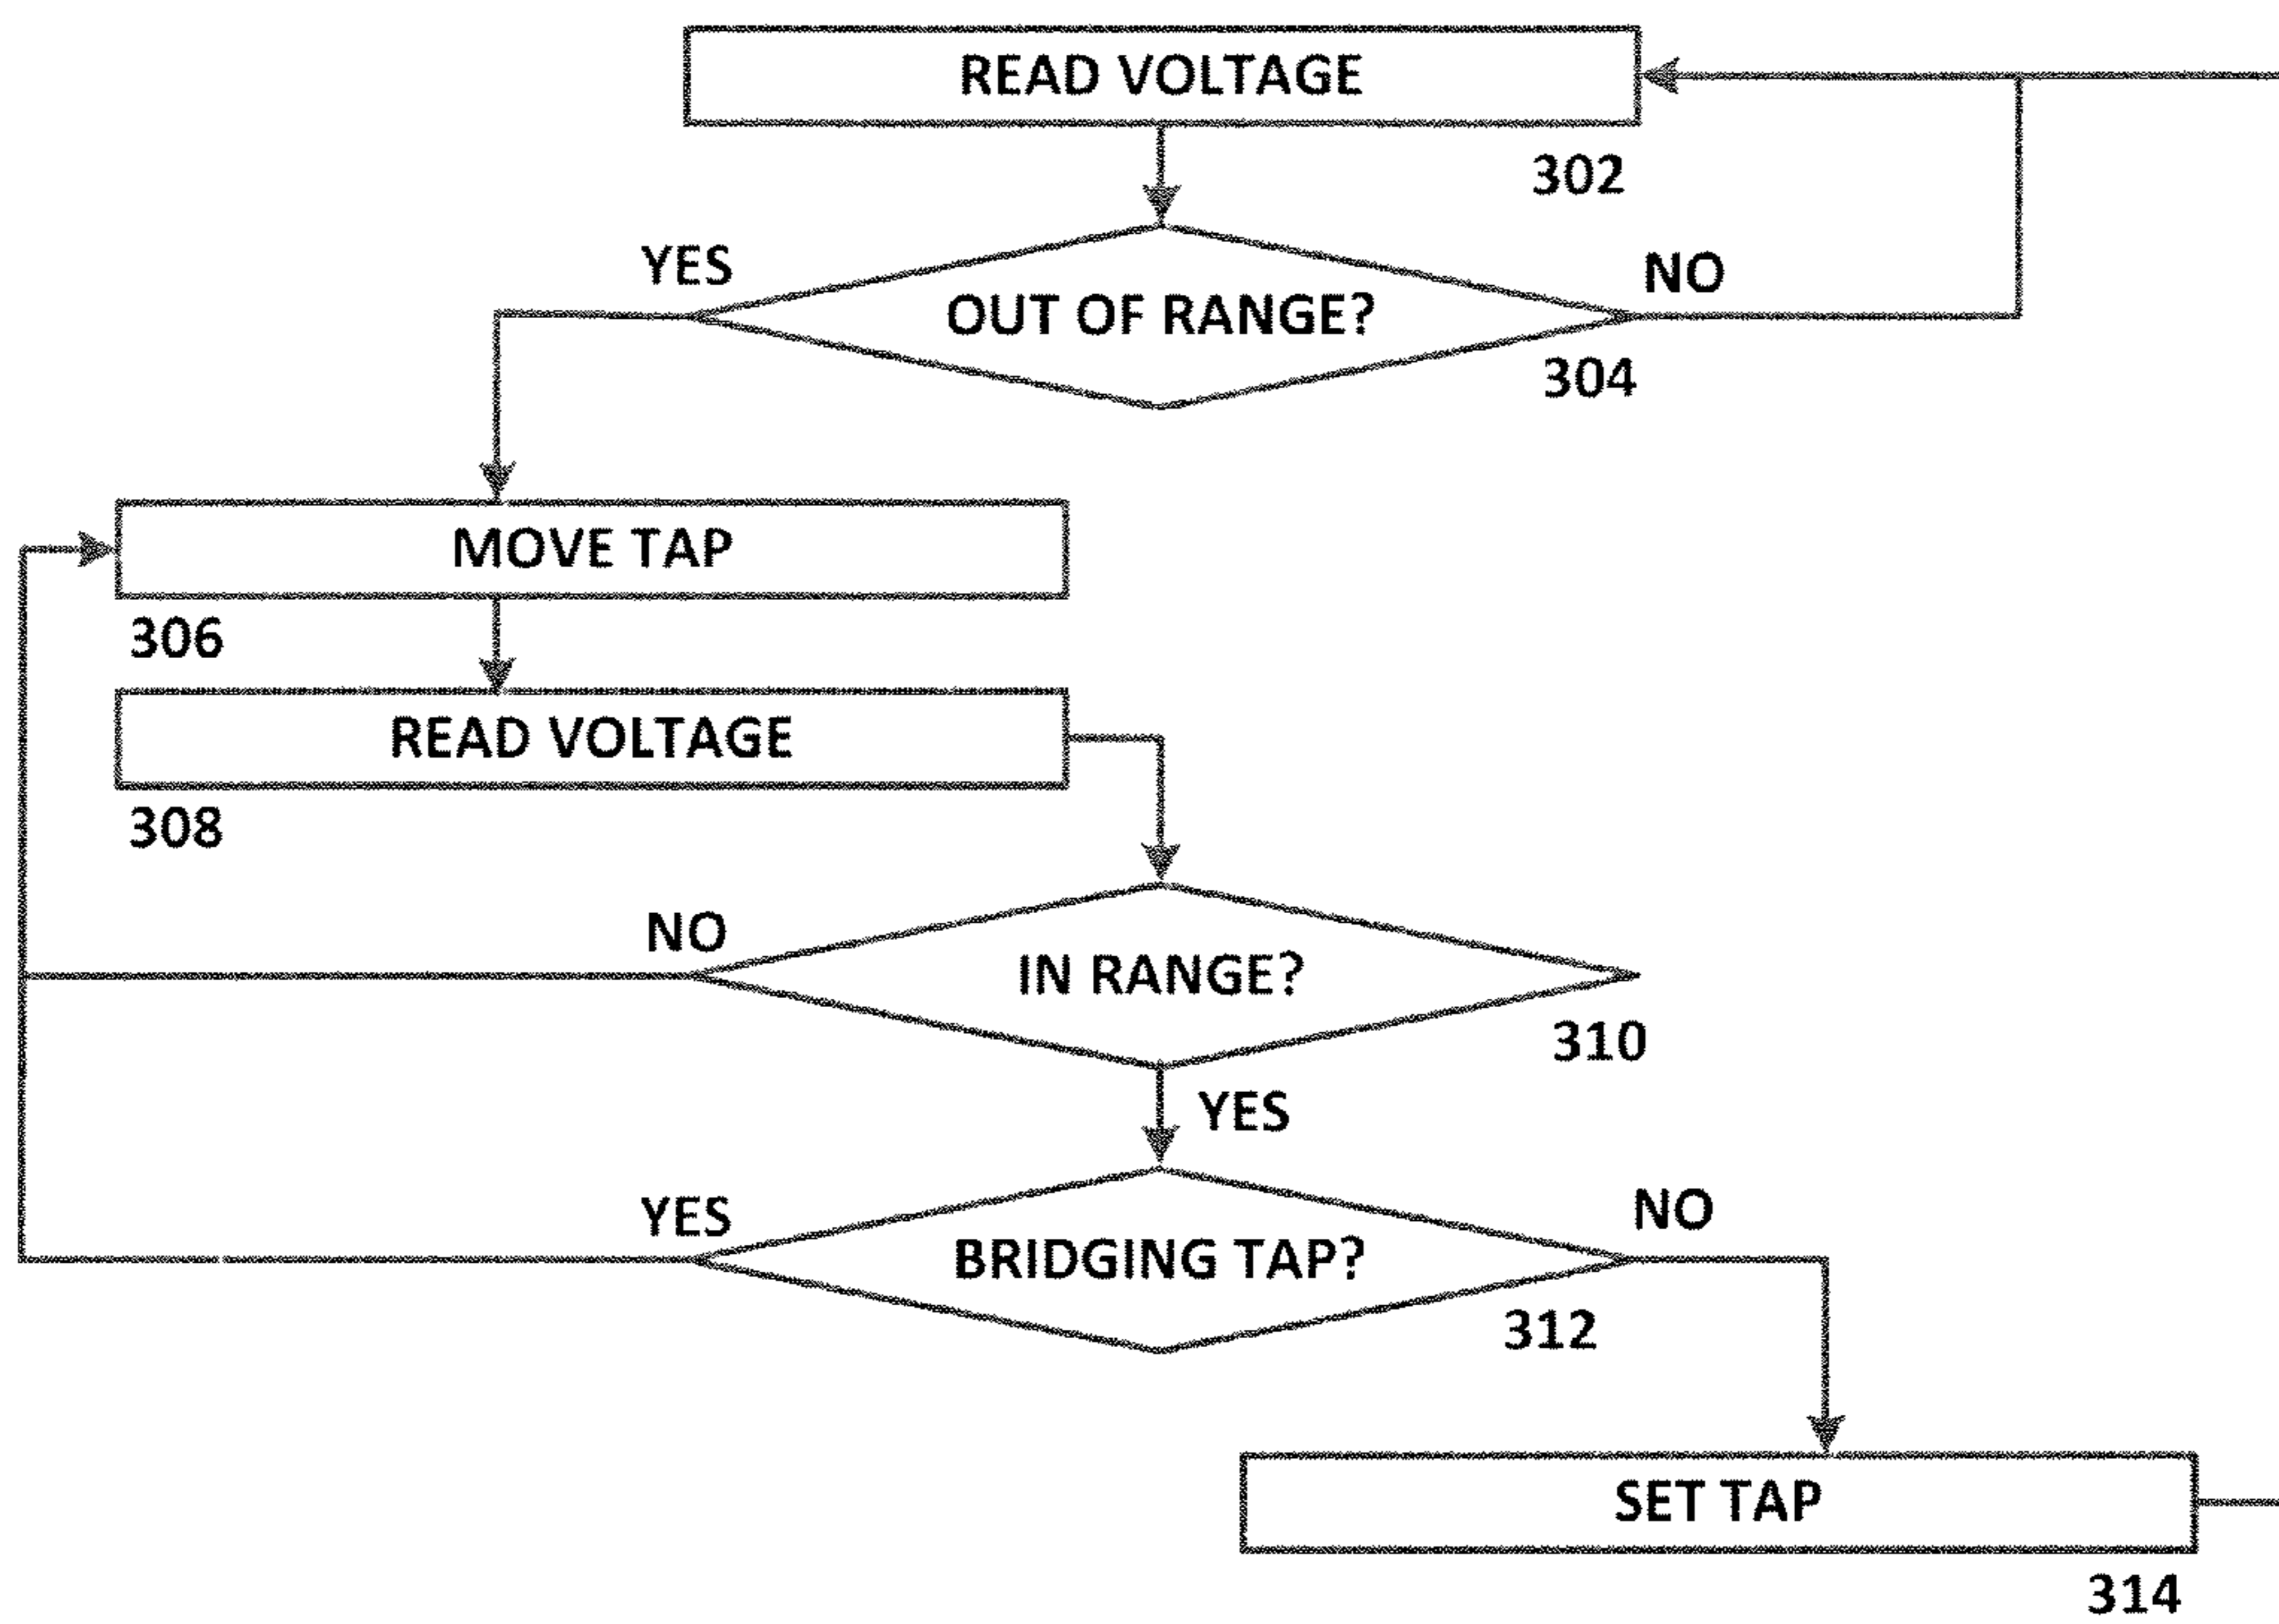 READ VOLTAGE
302
YES
NO
OUT OF RANGE?
304
MOVE TAP
306
READ VOLTAGE
308
NO
IN RANGE?
310
YES
YES
NO
BRIDGING TAP?
312
SET TAP
314